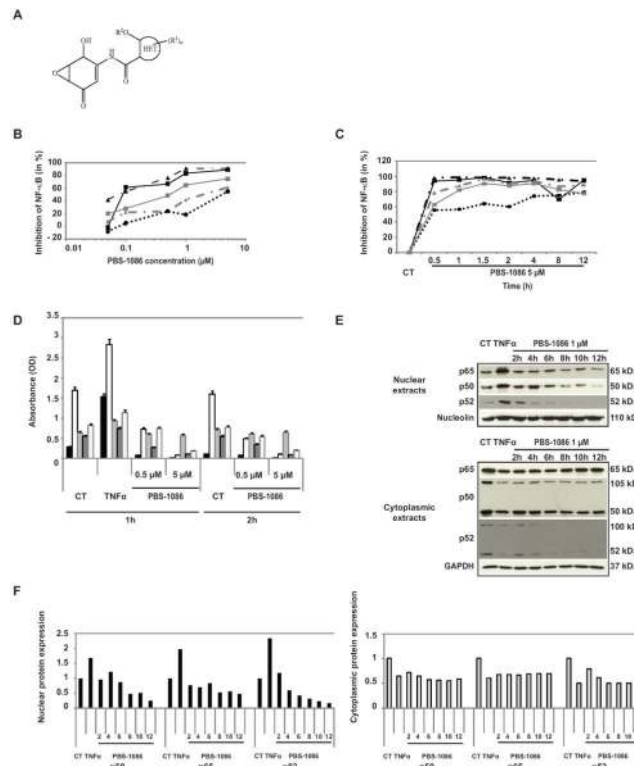 A
OH
R²O
(R¹)n
HET
H
N
O
O
O
B
Inhibition of NF-κB (in %)
100
80
60
40
20
0
- 20
0.01
0.1
1
10
PBS-1086 concentration (µM)
C
Inhibition of NF-κB (in %)
120
100
80
60
40
20
0
CT
0.5
1
1.5
2
4
8
12
PBS-1086 5 µM
Time (h)
D
Absorbance (OD)
3.5
3
2.5
2
1.5
1
0.5
0
0.5 µM
5 µM
0.5 µM
5 µM
CT
TNFα
PBS-1086
CT
PBS-1086
1h
2h
E
CT TNFα PBS-1086 1 µM
2h 4h 6h 8h 10h 12h
Nuclear extracts
p65
65 kDa
p50
50 kDa
p52
52 kDa
Nucleolin
110 kD
CT TNFα PBS-1086 1 µM
2h 4h 6h 8h 10h 12h
Cytoplasmic extracts
p65
65 kDa
105 kD
p50
50 kDa
100 kD
p52
52 kDa
GAPDH
37 kDa
F
Nuclear protein expression
2.5
2
1.5
1
0.5
0
2 4 6 8 10 12
2 4 6 8 10 12
2 4 6 8 10 12
CT TNFα PBS-1086
CT TNFα PBS-1086
CT TNFα PBS-1086
Cytoplasmic protein expression
1.5
1
0.5
0
2 4 6 8 10 12
2 4 6 8 10 12
2 4 6 8 10 12
CT TNFα PBS-1086
CT TNFα PBS-1086
CT TNFα PBS-1086